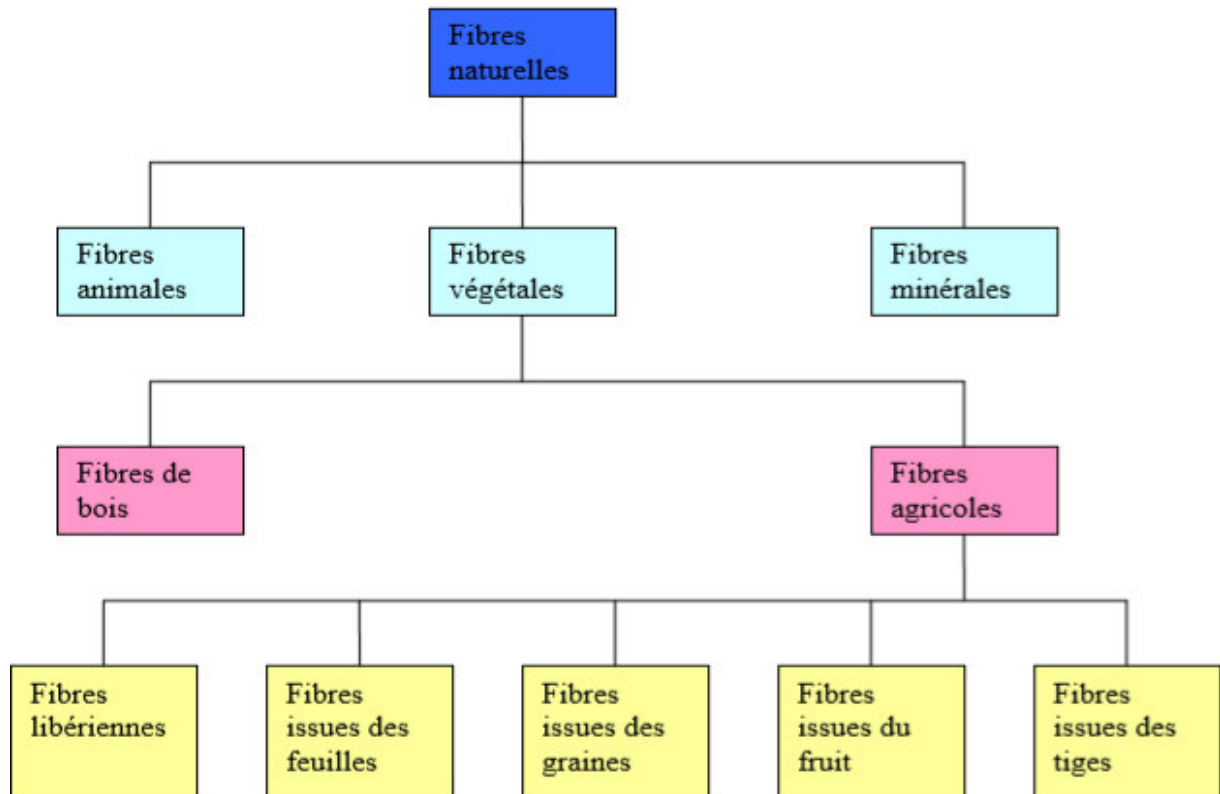 Fibres
naturelles
Fibres
animales
Fibres
végétales
Fibres
minérales
Fibres de
bois
Fibres
agricoles
Fibres
libériennes
Fibres
issues des
feuilles
Fibres
issues des
graines
Fibres
issues du
fruit
Fibres
issues des
tiges